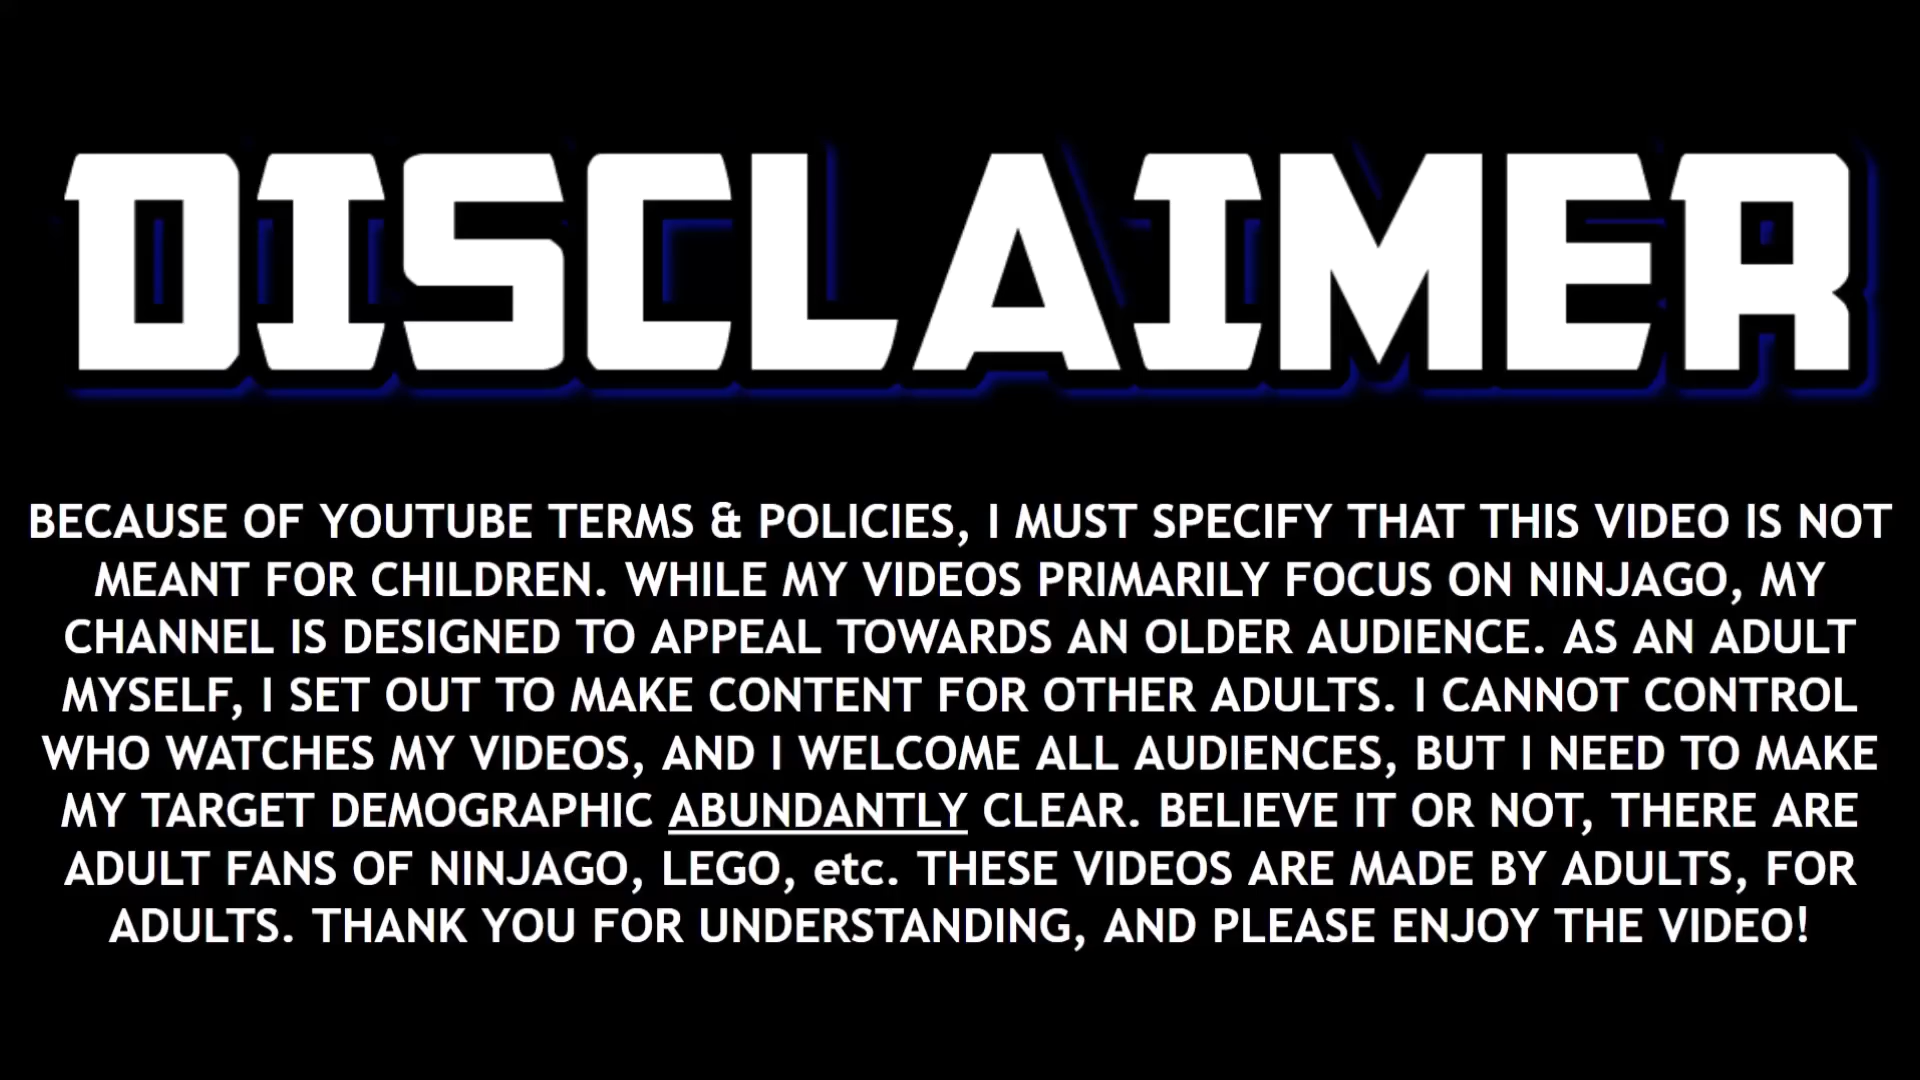 DISCLAIMER
BECAUSE OF YOUTUBE TERMS & POLICIES, I MUST SPECIFY THAT THIS VIDEO IS NOT
MEANT FOR CHILDREN. WHILE MY VIDEOS PRIMARILY FOCUS ON NINJAGO, MY
CHANNEL IS DESIGNED TO APPEAL TOWARDS AN OLDER AUDIENCE. AS AN ADULT
MYSELF, I SET OUT TO MAKE CONTENT FOR OTHER ADULTS. I CANNOT CONTROL
WHO WATCHES MY VIDEOS, AND I WELCOME ALL AUDIENCES, BUT I NEED TO MAKE
MY TARGET DEMOGRAPHIC ABUNDANTLY CLEAR. BELIEVE IT OR NOT, THERE ARE
ADULT FANS OF NINJAGO, LEGO, etc. THESE VIDEOS ARE MADE BY ADULTS, FOR
ADULTS. THANK YOU FOR UNDERSTANDING, AND PLEASE ENJOY THE VIDEO!